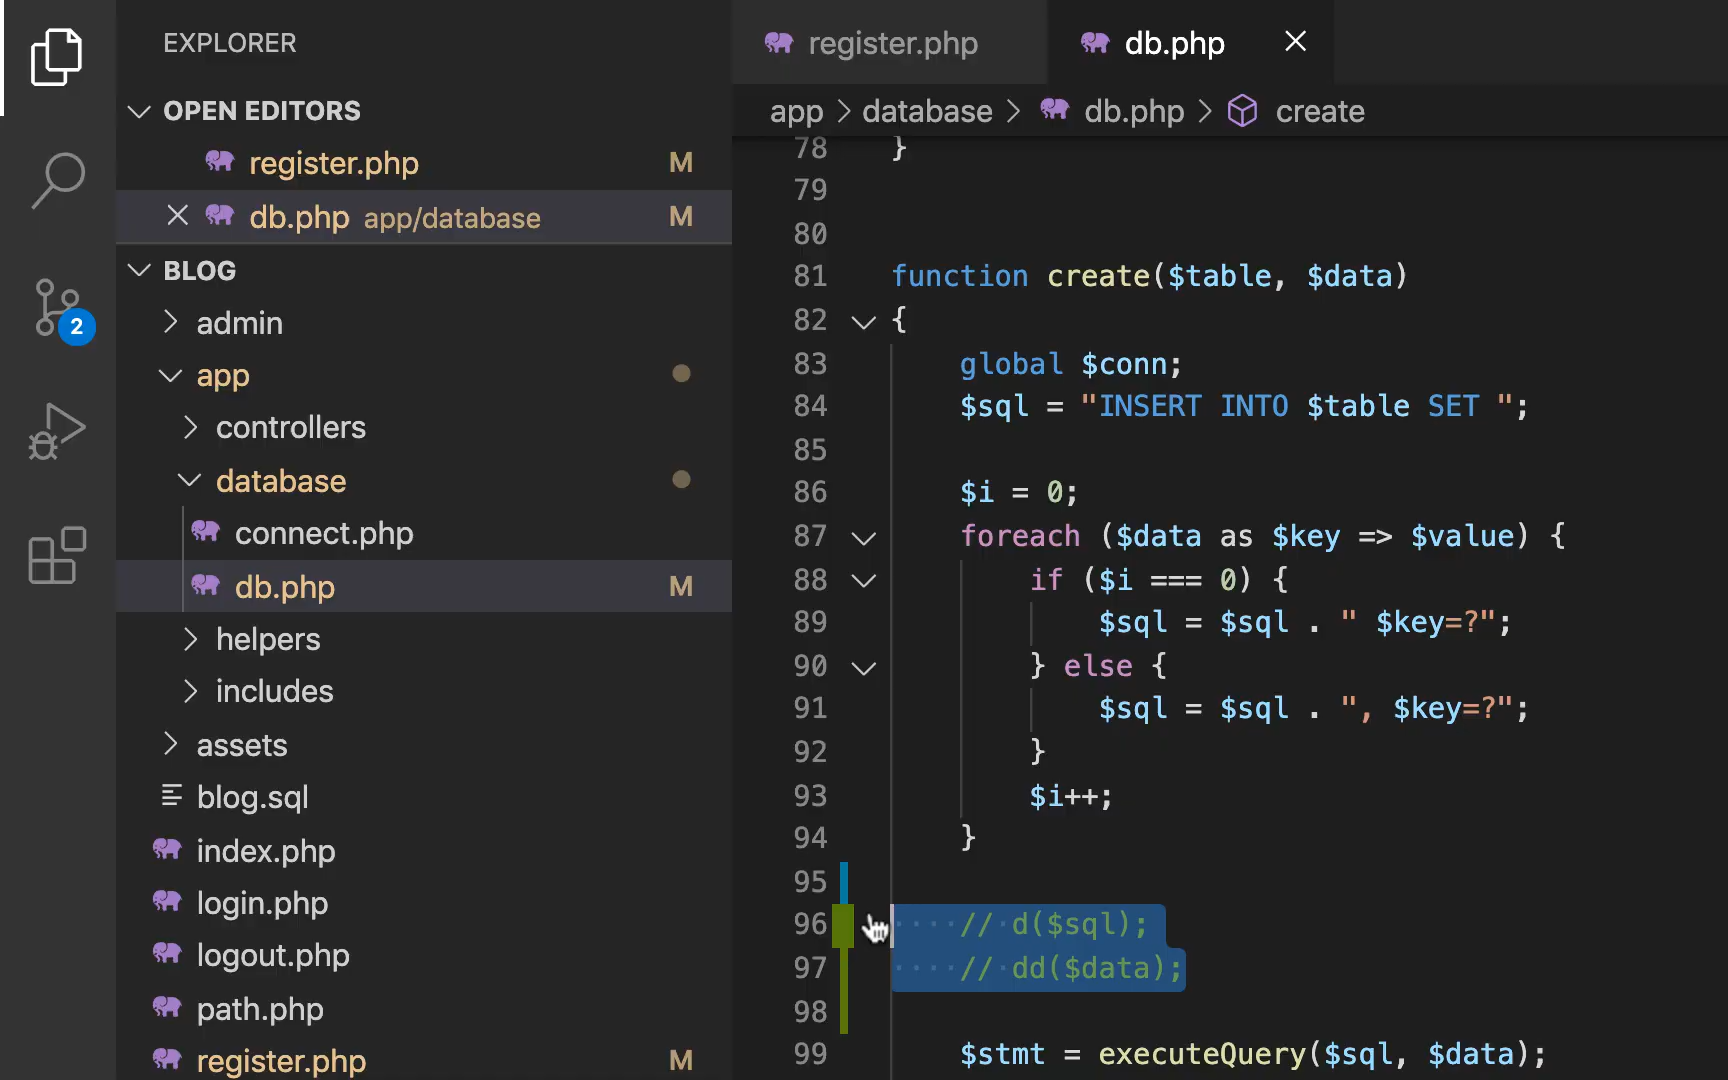 EXPLORER
OPEN EDITORS
register.php M
db.php app/database M
BLOG
2
admin
app
controllers
database
connect.php
db.php M
helpers
includes
assets
blog.sql
index.php
login.php
logout.php
path.php
register.php M
register.php db.php
app > database > db.php > create
78 }
79
80
81 function create($table, $data)
82 {
83 global $conn;
84 $sql = "INSERT INTO $table SET ";
85
86 $i = 0;
87 foreach ($data as $key => $value) {
88 if ($i === 0) {
89 $sql = $sql . " $key=?";
90 } else {
91 $sql = $sql . ", $key=?";
92 }
93 $i++;
94 }
95
96 // d($sql);
97 // dd($data);
98
99 $stmt = executeQuery($sql, $data);